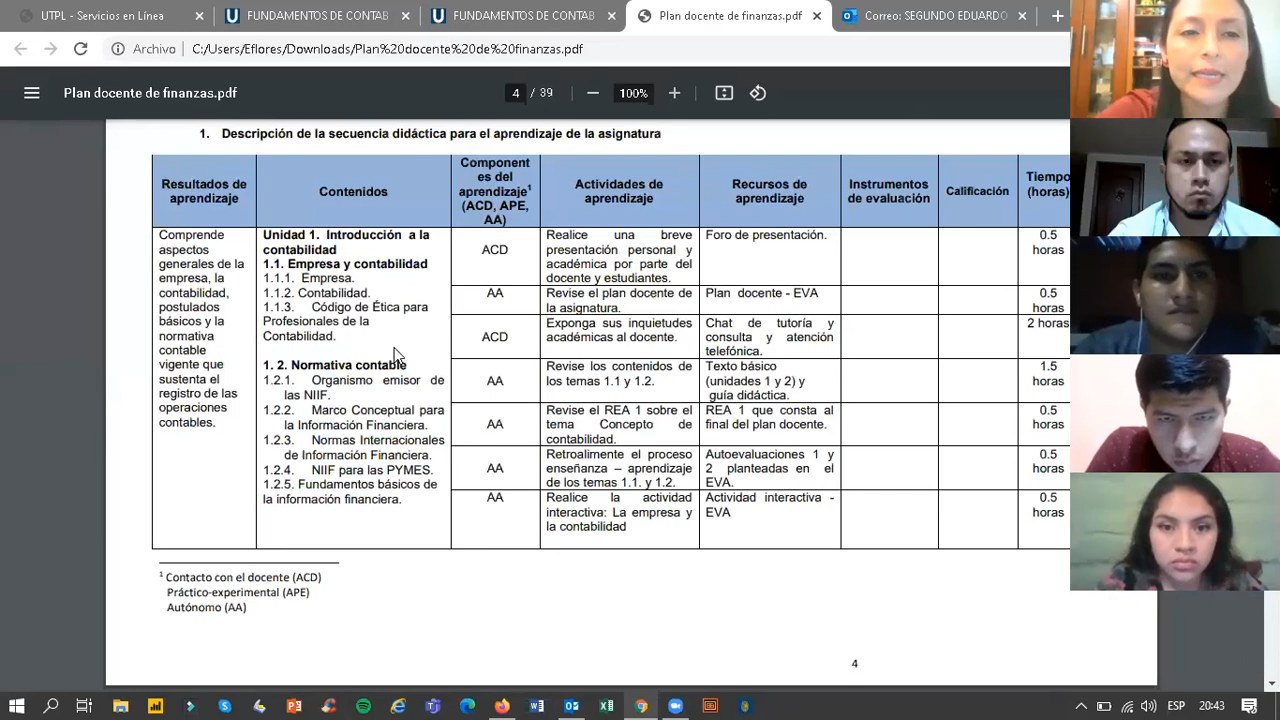 UTPL - Servicios en Línea
FUNDAMENTOS DE CONTAB
FUNDAMENTOS DE CONTAB
Plan docente de finanzas.pdf
Correo: SEGUNDO EDUARDO
Archivo
C:/Users/Eflores/Downloads/Plan%20docente%20de%20finanzas.pdf
Plan docente de finanzas.pdf
4 / 39
100%
1. Descripción de la secuencia didáctica para el aprendizaje de la asignatura
Resultados de
aprendizaje
Contenidos
Component
es del
aprendizaje1
(ACD, APE,
AA)
Actividades de
aprendizaje
Recursos de
aprendizaje
Instrumentos
de evaluación
Calificación
Tiempo
(horas)
Comprende
aspectos
generales de la
empresa, la
contabilidad,
postulados
básicos y la
normativa
contable
vigente que
sustenta el
registro de las
operaciones
contables.
Unidad 1. Introducción a la
contabilidad
1.1. Empresa y contabilidad
1.1.1. Empresa.
1.1.2. Contabilidad.
1.1.3. Código de Ética para
Profesionales de la
Contabilidad.
1. 2. Normativa contable
1.2.1. Organismo emisor de
las NIIF.
1.2.2. Marco Conceptual para
la Información Financiera.
1.2.3. Normas Internacionales
de Información Financiera.
1.2.4. NIIF para las PYMES.
1.2.5. Fundamentos básicos de
la información financiera.
ACD
Realice una breve
presentación personal y
académica por parte del
docente y estudiantes.
Foro de presentación.
0.5
horas
AA
Revise el plan docente de
la asignatura.
Plan docente - EVA
0.5
horas
ACD
Exponga sus inquietudes
académicas al docente.
Chat de tutoría y
consulta y atención
telefónica.
2 horas
AA
Revise los contenidos de
los temas 1.1 y 1.2.
Texto básico
(unidades 1 y 2) y
guía didáctica.
1.5
horas
AA
Revise el REA 1 sobre el
tema Concepto de
contabilidad.
REA 1 que consta al
final del plan docente.
0.5
horas
AA
Retroalimente el proceso
enseñanza – aprendizaje
de los temas 1.1. y 1.2.
Autoevaluaciones 1 y
2 planteadas en el
EVA.
0.5
horas
AA
Realice la actividad
interactiva: La empresa y
la contabilidad
Actividad interactiva -
EVA
0.5
horas
1 Contacto con el docente (ACD)
Práctico-experimental (APE)
Autónomo (AA)
4
ESP
20:43